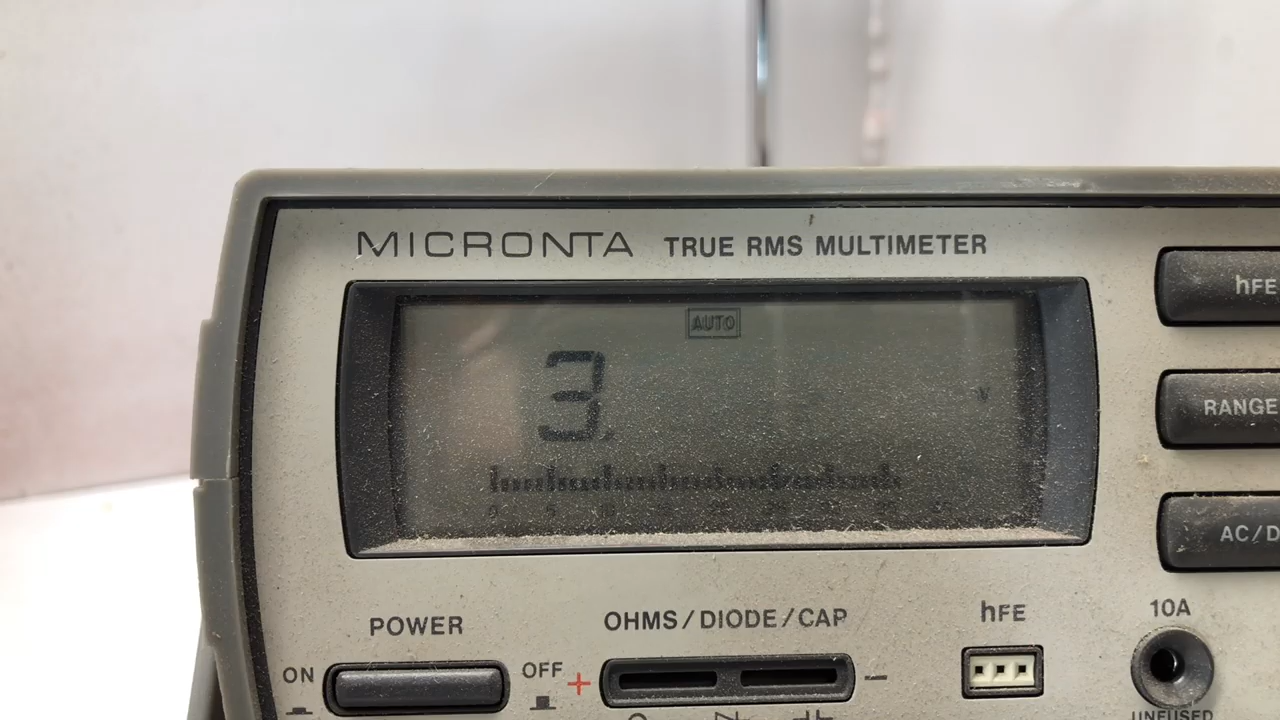 MICRONTA TRUE RMS MULTIMETER
AUTO
3.
V
hFE
RANGE
AC/D
POWER
ON
OFF
OHMS/DIODE/CAP
+
−
hFE
10A
UNFUSED